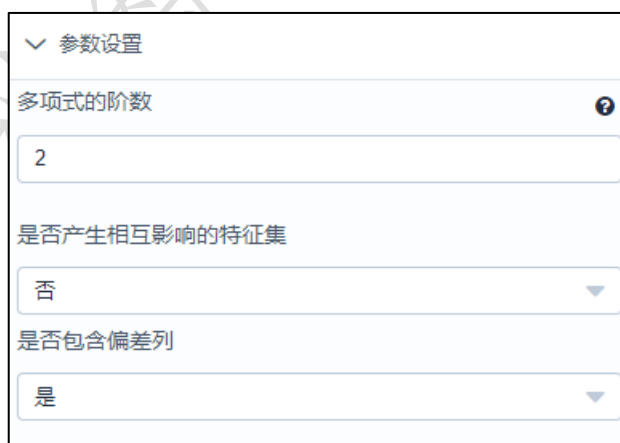 参数设置
多项式的阶数
2
是否产生相互影响的特征集
否
是否包含偏差列
是